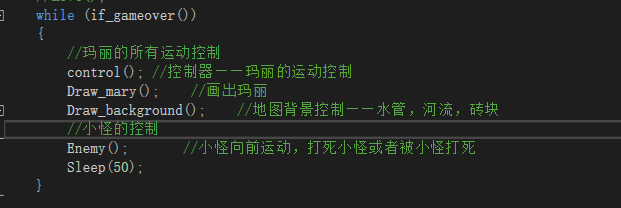 while (if_gameover())
{
//玛丽的所有运动控制
control(); //控制器——玛丽的运动控制
Draw_mary(); //画出玛丽
Draw_background(); //地图背景控制——水管，河流，砖块
//小怪的控制
Enemy(); //小怪向前运动，打死小怪或者被小怪打死
Sleep(50);
}